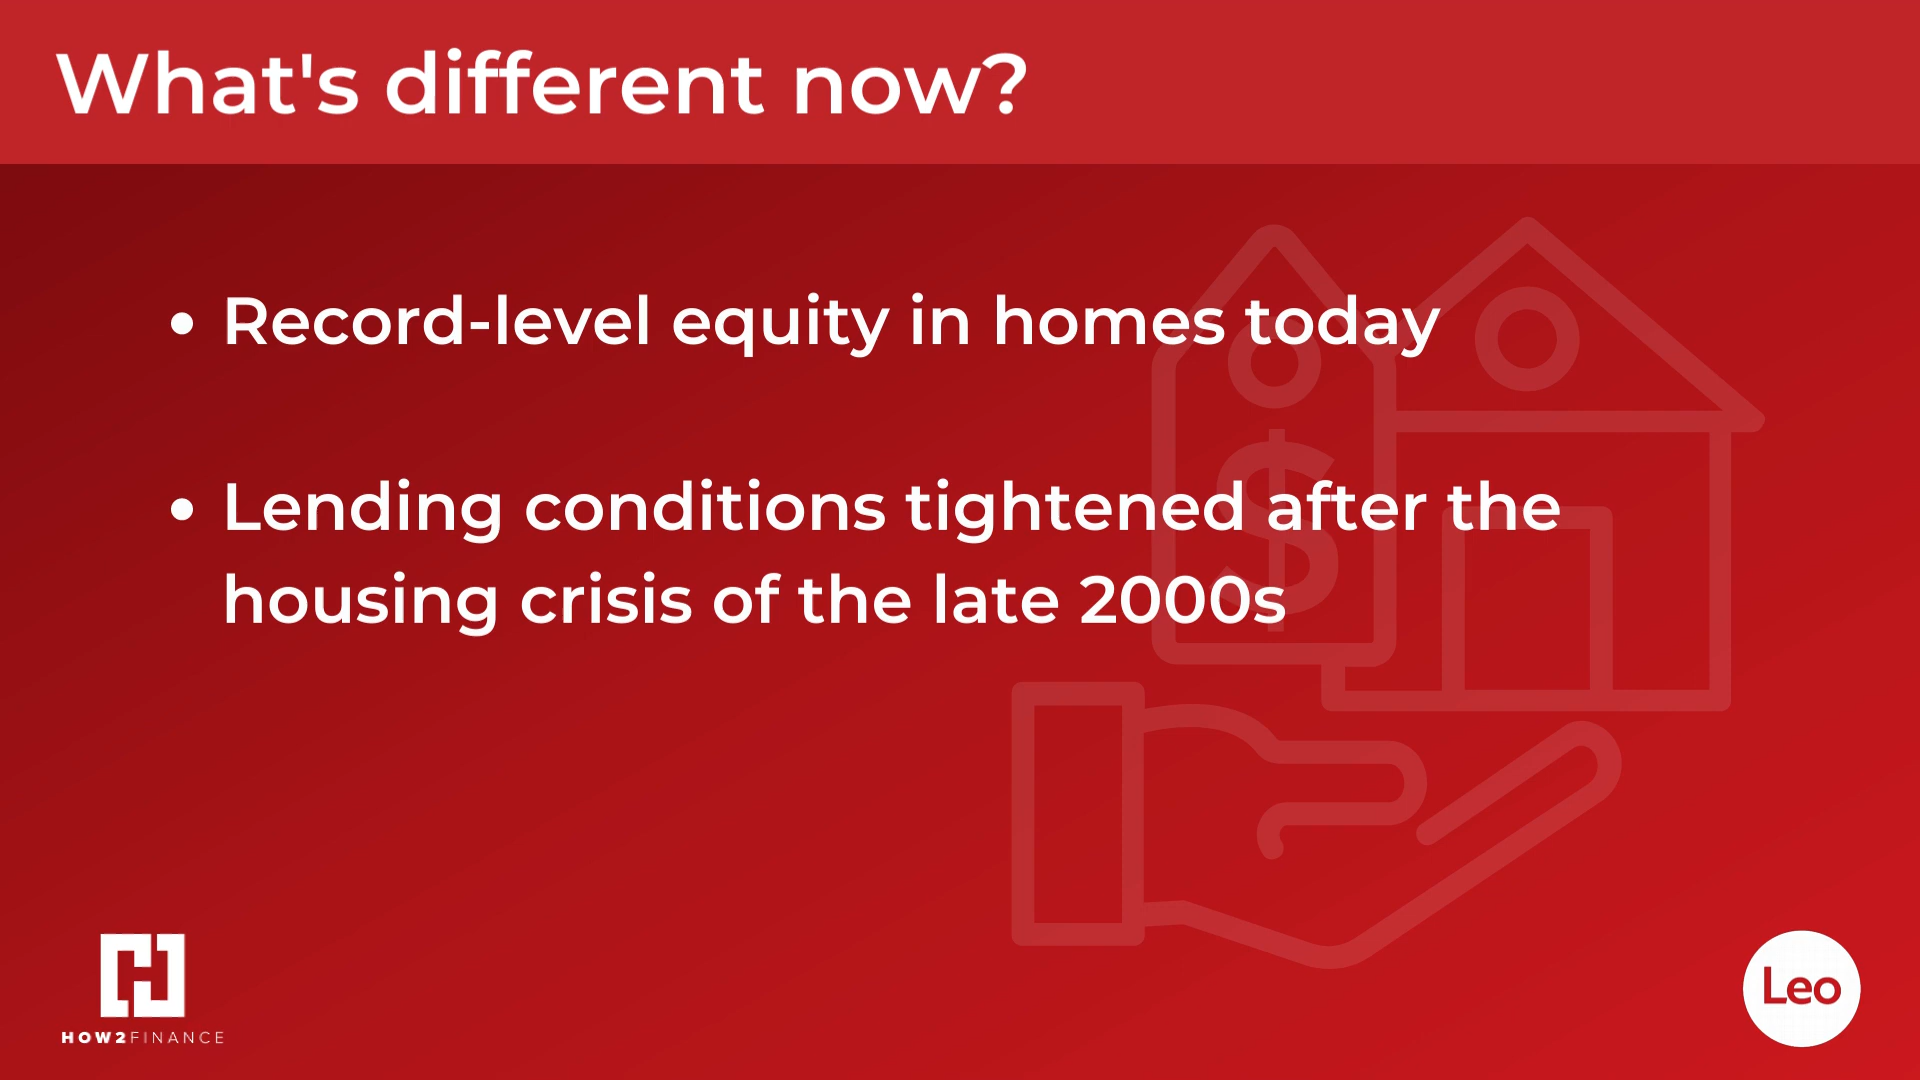 What's different now?
• Record-level equity in homes today
• Lending conditions tightened after the
housing crisis of the late 2000s
$
HOW2FINANCE
Leo